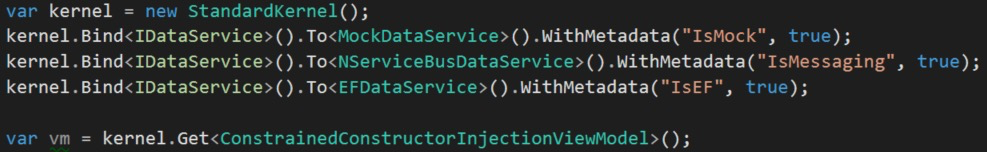 var kernel = new StandardKernel();
kernel.Bind<IDataService>().To<MockDataService>().WithMetadata("IsMock", true);
kernel.Bind<IDataService>().To<NServiceBusDataService>().WithMetadata("IsMessaging", true);
kernel.Bind<IDataService>().To<EFDataService>().WithMetadata("IsEF", true);
var vm = kernel.Get<ConstrainedConstructorInjectionViewModel>();